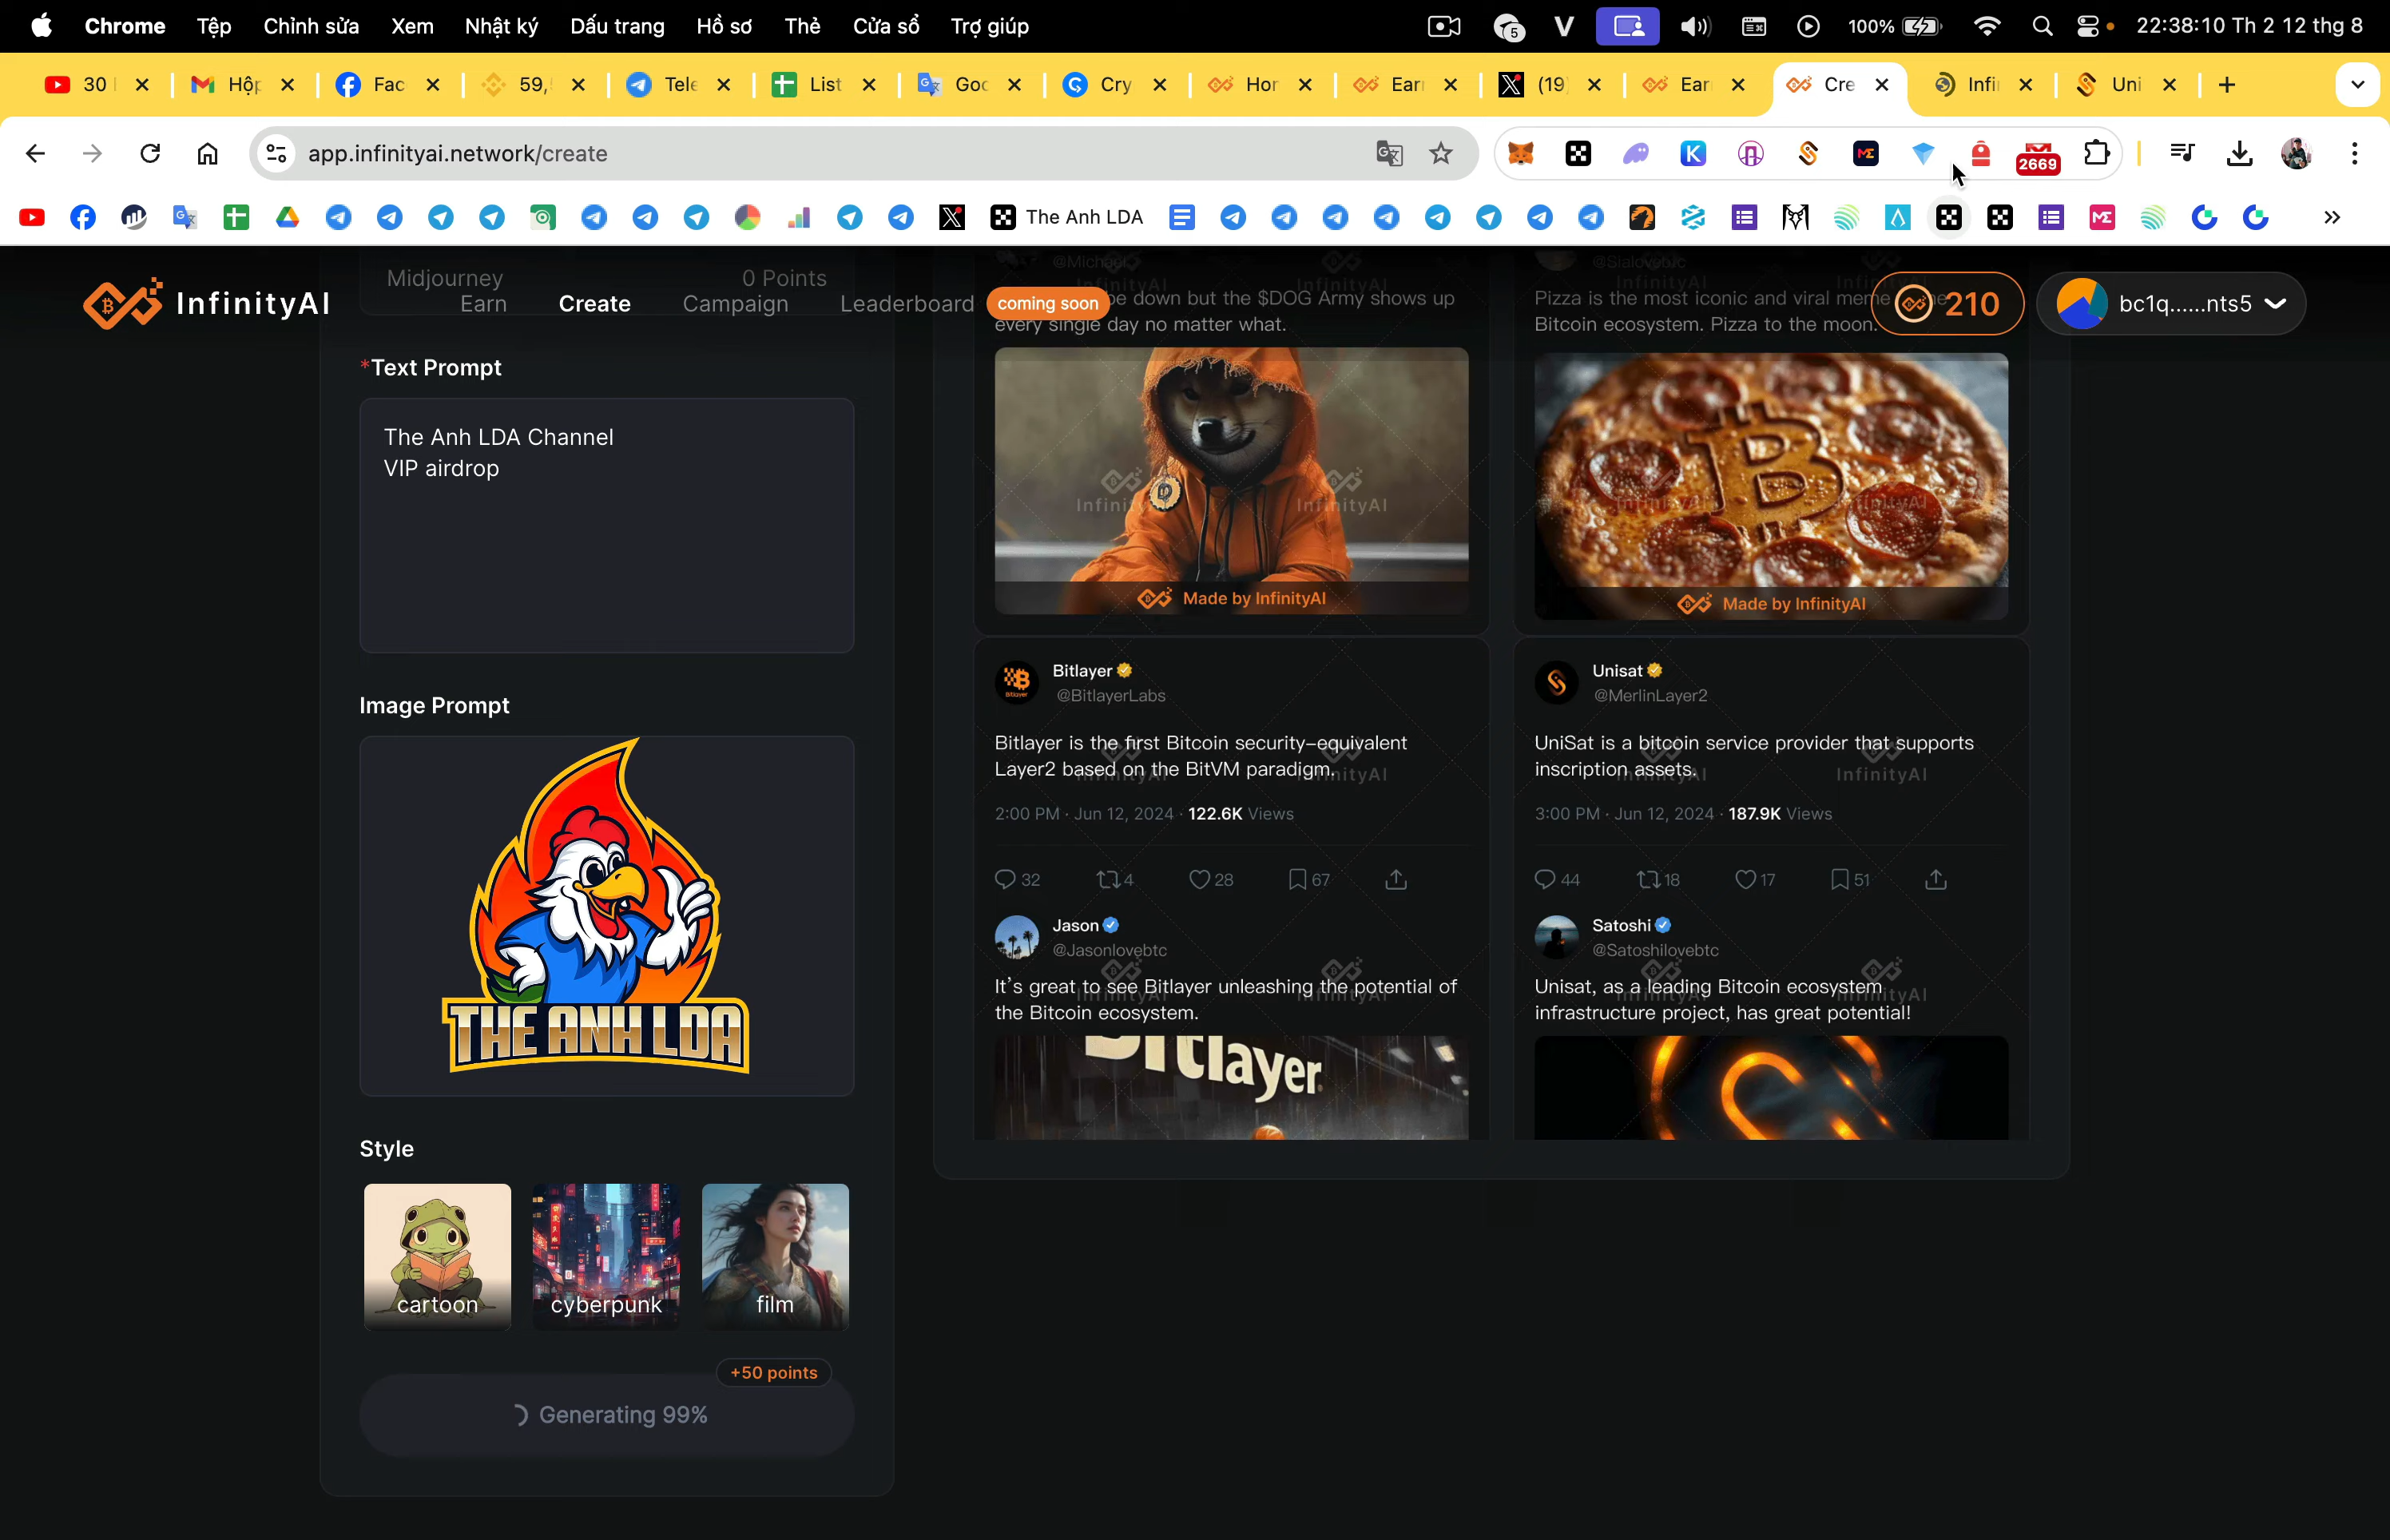 Chrome Tệp Chỉnh sửa Xem Nhật ký Dấu trang Hồ sơ Thẻ Cửa sổ Trợ giúp
5 V 100% 22:38:10 Th 2 12 thg 8
30 Hộp Fac 59, Tele List Goo Cry Hor Earn (19) Earn Cre Infi Uni
app.infinityai.network/create
2669
The Anh LDA
InfinityAI
Midjourney 0 Points
Earn Create Campaign Leaderboard coming soon
210
bc1q......nts5
*Text Prompt
The Anh LDA Channel
VIP airdrop
Image Prompt
THE ANH LDA
Style
cartoon cyberpunk film
+50 points
Generating 99%
@Michael
be down but the $DOG Army shows up
every single day no matter what.
Made by InfinityAI
@Sialovebtc
Pizza is the most iconic and viral meme
Bitcoin ecosystem. Pizza to the moon.
Made by InfinityAI
Bitlayer
@BitlayerLabs
Bitlayer is the first Bitcoin security-equivalent
Layer2 based on the BitVM paradigm.
2:00 PM · Jun 12, 2024 · 122.6K Views
32 4 28 67
Jason
@Jasonlovebtc
It's great to see Bitlayer unleashing the potential of
the Bitcoin ecosystem.
Bitlayer
Unisat
@MerlinLayer2
UniSat is a bitcoin service provider that supports
inscription assets.
3:00 PM · Jun 12, 2024 · 187.9K Views
44 18 17 51
Satoshi
@Satoshilovebtc
Unisat, as a leading Bitcoin ecosystem
infrastructure project, has great potential!